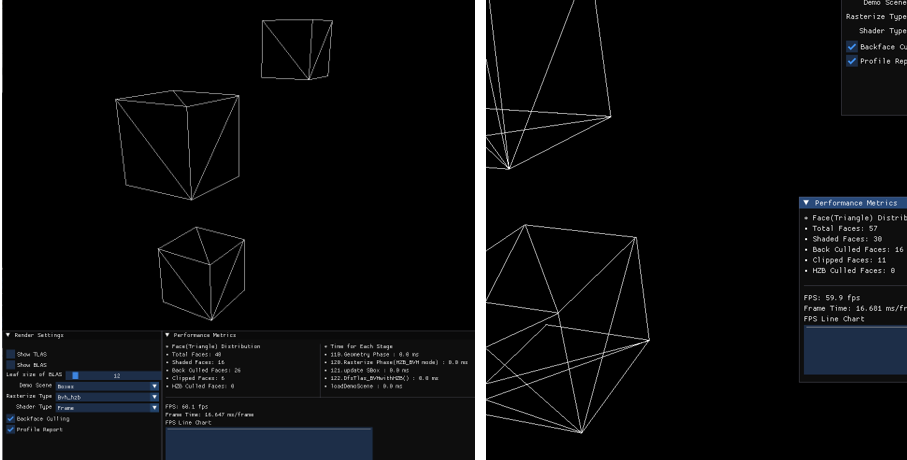 Render Settings
Show TLAS
Show BLAS
Leaf size of BLAS 12
Demo Scene Boxes
Rasterize Type Bvh_hzb
Shader Type Frame
Backface Culling
Profile Report
Performance Metrics
Face(Triangle) Distribution
Total Faces: 48
Shaded Faces: 16
Back Culled Faces: 26
Clipped Faces: 6
HZB Culled Faces: 0
Time for Each Stage
110.Geometry Phase : 0.0 ms
120.Rasterize Phase(HZB_BVH mode) : 0.0 ms
121.update SBox : 0.0 ms
122.DfsTlas_BVHwithHZB() : 0.0 ms
loadDemoScene : 0.0 ms
FPS: 60.1 fps
Frame Time: 16.647 ms/frame
FPS Line Chart
Demo Scene
Rasterize Type
Shader Type
Backface Cu
Profile Rep
Performance Metrics
Face(Triangle) Distrib
Total Faces: 57
Shaded Faces: 30
Back Culled Faces: 16
Clipped Faces: 11
HZB Culled Faces: 0
FPS: 59.9 fps
Frame Time: 16.681 ms/fr
FPS Line Chart